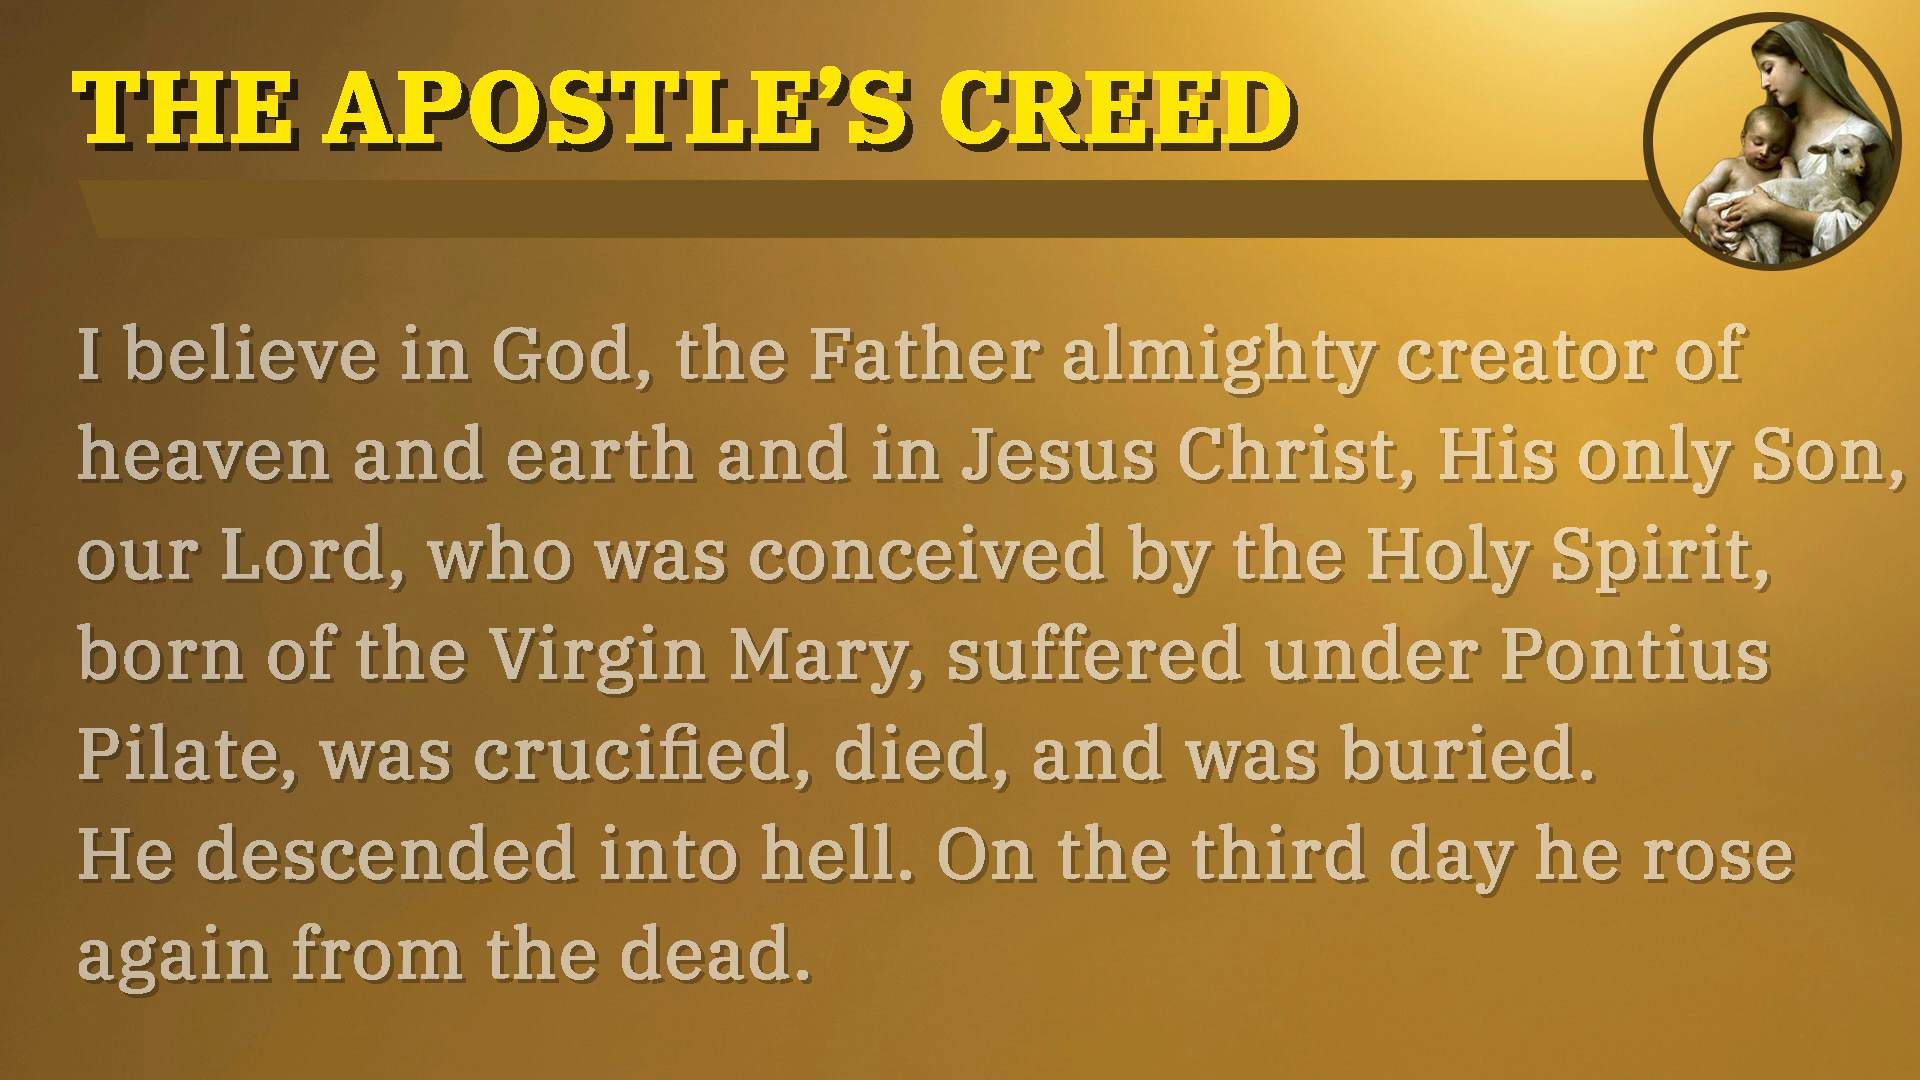 THE APOSTLE’S CREED
I believe in God, the Father almighty creator of
heaven and earth and in Jesus Christ, His only Son,
our Lord, who was conceived by the Holy Spirit,
born of the Virgin Mary, suffered under Pontius
Pilate, was crucified, died, and was buried.
He descended into hell. On the third day he rose
again from the dead.